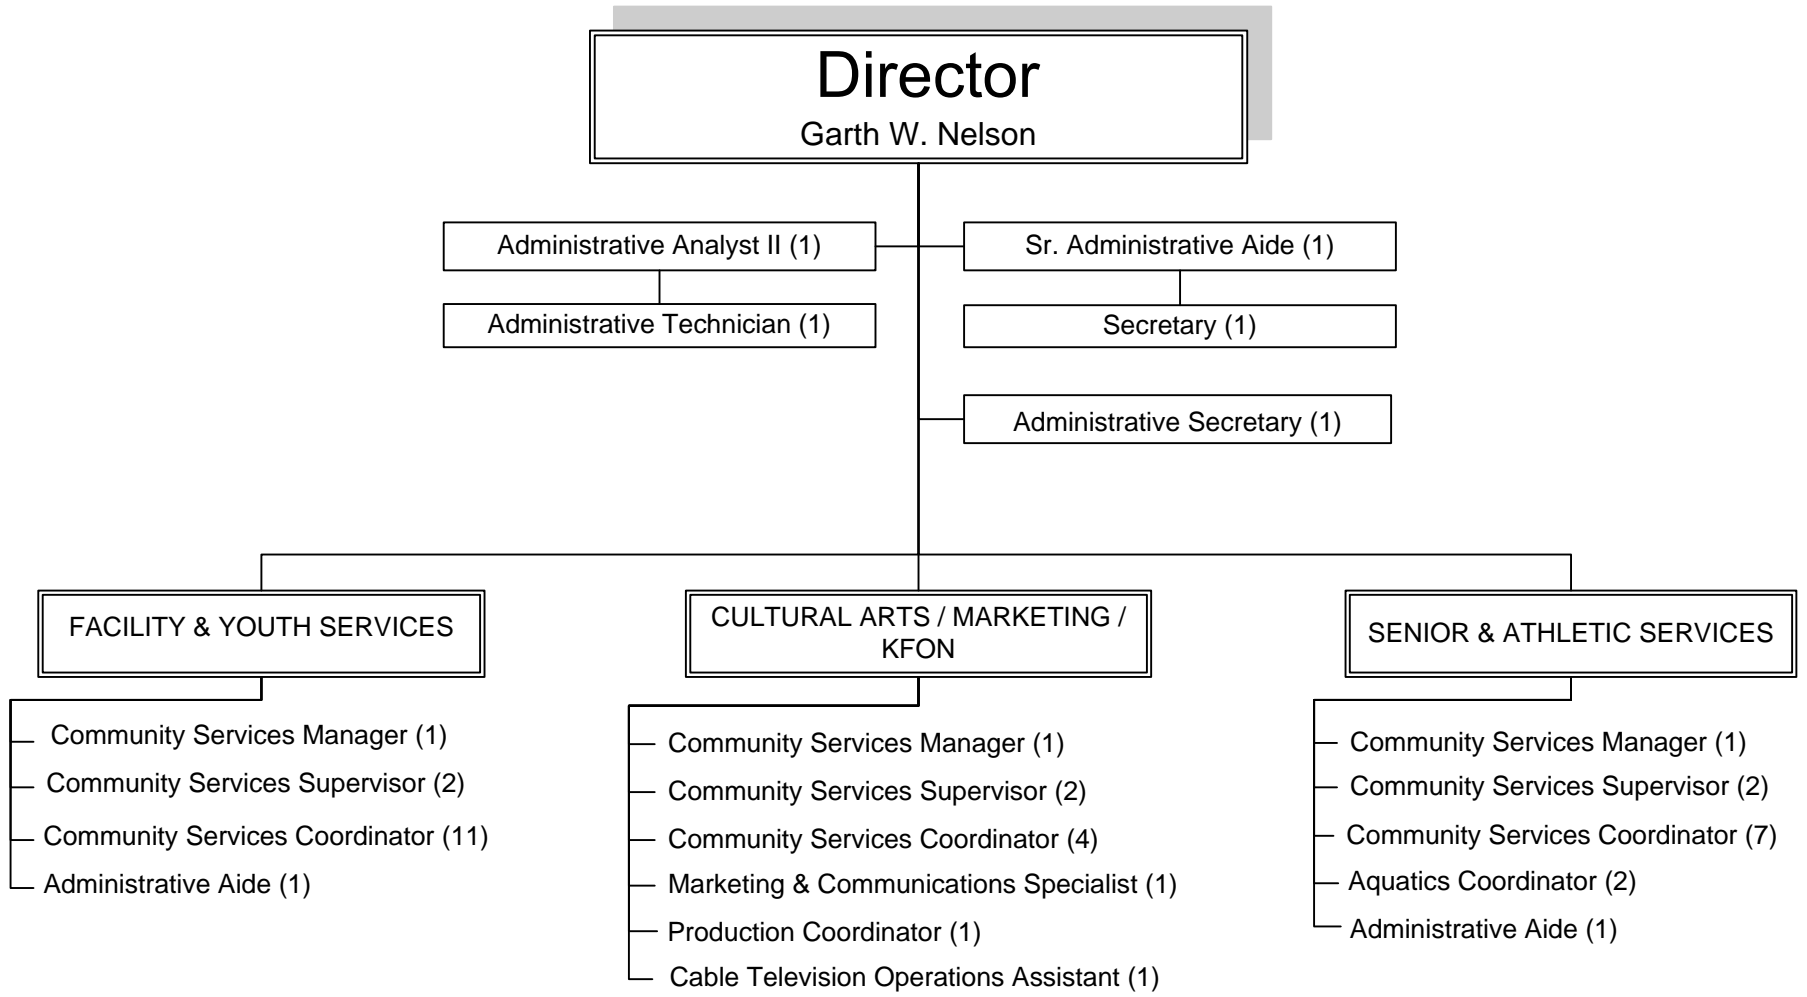 Director
Garth W. Nelson
Administrative Analyst II (1)
Sr. Administrative Aide (1)
Administrative Technician (1)
Secretary (1)
Administrative Secretary (1)
FACILITY & YOUTH SERVICES
Community Services Manager (1)
Community Services Supervisor (2)
Community Services Coordinator (11)
Administrative Aide (1)
CULTURAL ARTS / MARKETING /
KFON
Community Services Manager (1)
Community Services Supervisor (2)
Community Services Coordinator (4)
Marketing & Communications Specialist (1)
Production Coordinator (1)
Cable Television Operations Assistant (1)
SENIOR & ATHLETIC SERVICES
Community Services Manager (1)
Community Services Supervisor (2)
Community Services Coordinator (7)
Aquatics Coordinator (2)
Administrative Aide (1)